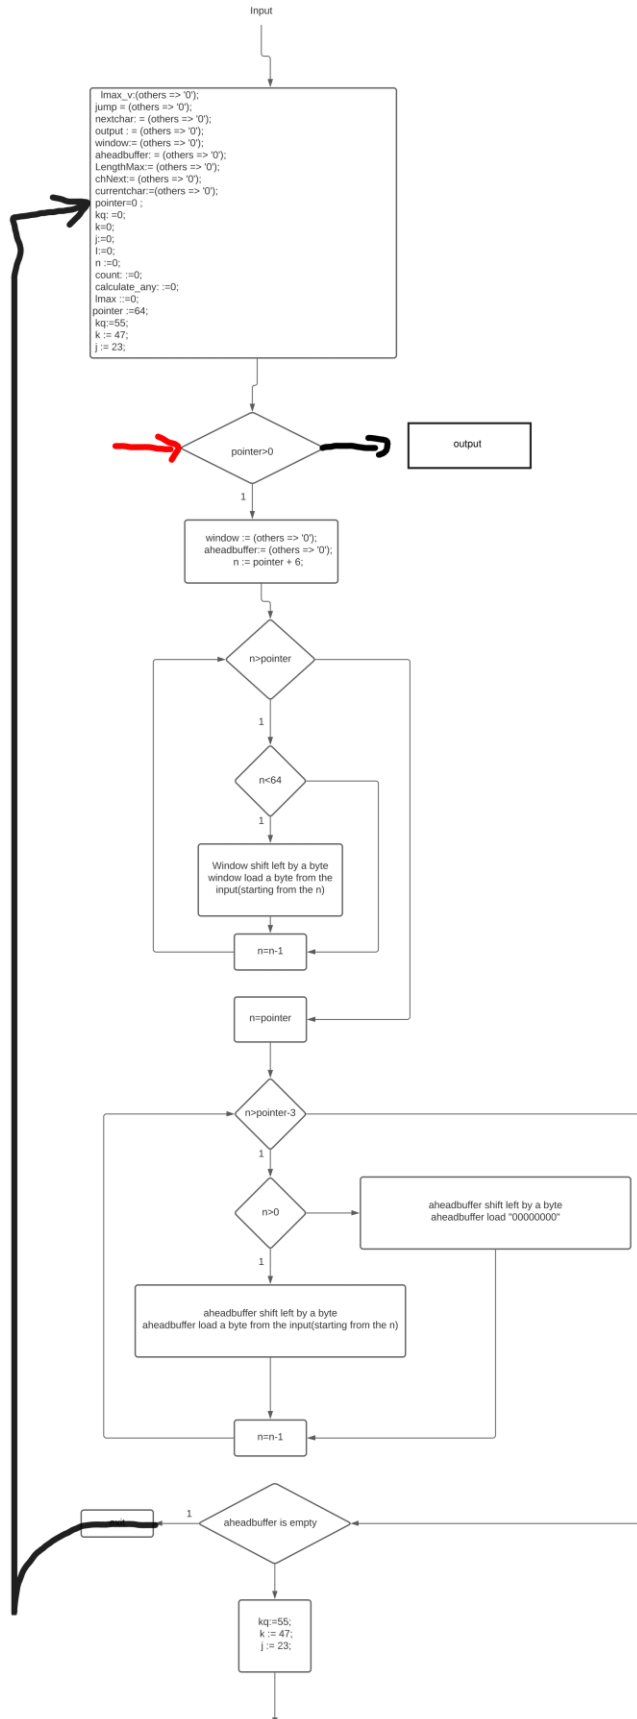 Input
lmax_v:(others => '0');
jump = (others => '0');
nextchar: = (others => '0');
output : = (others => '0');
window:= (others => '0');
aheadbuffer: = (others => '0');
LengthMax:= (others => '0');
chNext:= (others => '0');
currentchar:=(others => '0');
pointer=0 ;
kq: =0;
k=0;
j:=0;
I:=0;
n :=0;
count: :=0;
calculate_any: :=0;
lmax ::=0;
pointer :=64;
kq:=55;
k := 47;
j := 23;
pointer>0
output
1
window := (others => '0');
aheadbuffer:= (others => '0');
n := pointer + 6;
n>pointer
1
n<64
1
Window shift left by a byte
window load a byte from the
input(starting from the n)
n=n-1
n=pointer
n>pointer-3
1
n>0
aheadbuffer shift left by a byte
aheadbuffer load "00000000"
1
aheadbuffer shift left by a byte
aheadbuffer load a byte from the input(starting from the n)
n=n-1
1
aheadbuffer is empty
exit
kq:=55;
k := 47;
j := 23;